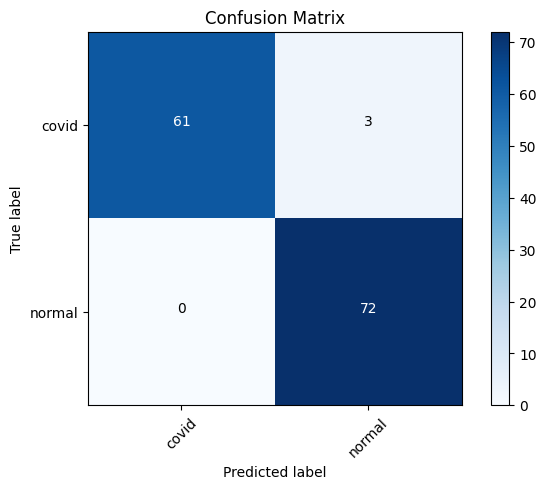 Confusion Matrix
True label
covid
normal
61
3
0
72
covid
normal
Predicted label
70
60
50
40
30
20
10
0